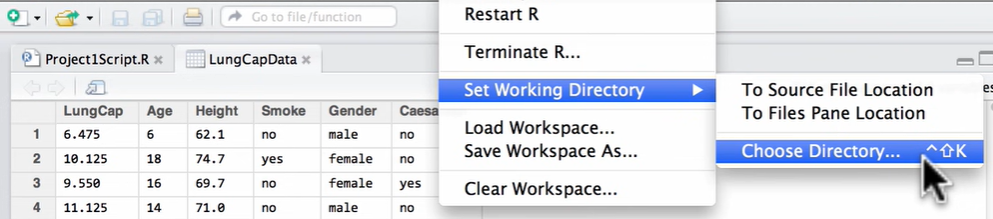 Restart R
Go to file/function
Terminate R...
Project1Script.R
LungCapData
Set Working Directory
To Source File Location
To Files Pane Location
Choose Directory... ^⇧K
Load Workspace...
Save Workspace As...
Clear Workspace...
LungCap Age Height Smoke Gender Caesa
1 6.475 6 62.1 no male no
2 10.125 18 74.7 yes female no
3 9.550 16 69.7 no female yes
4 11.125 14 71.0 no male no